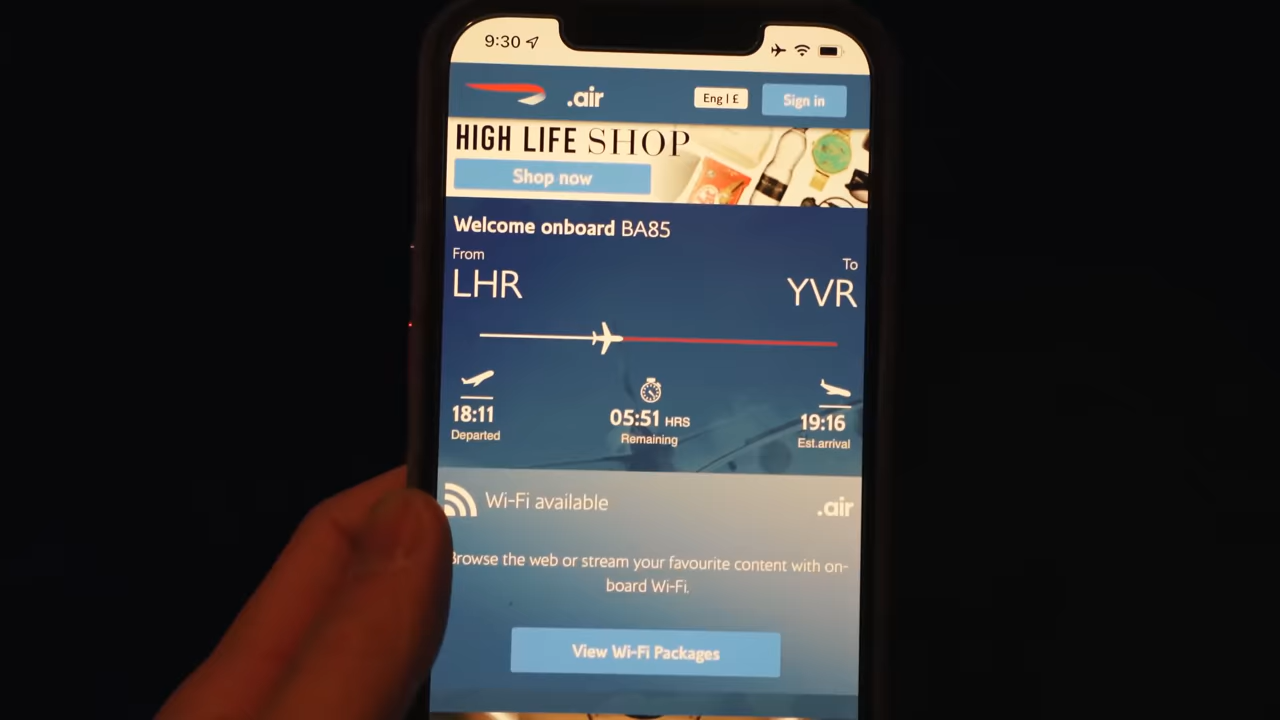 9:30
.air
Eng | £
Sign in
HIGH LIFE SHOP
Shop now
Welcome onboard BA85
From
To
LHR
YVR
18:11
05:51 HRS
19:16
Departed
Remaining
Est.arrival
Wi-Fi available
.air
Browse the web or stream your favourite content with on-
board Wi-Fi.
View Wi-Fi Packages